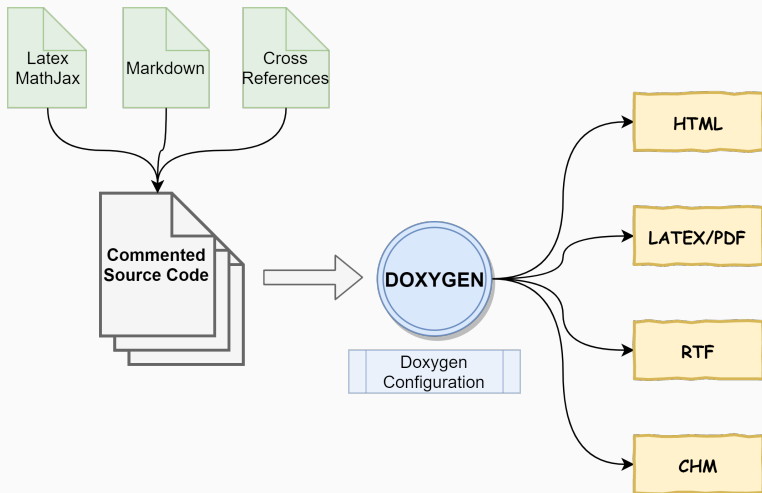 Latex
MathJax
Markdown
Cross
References
Commented
Source Code
DOXYGEN
Doxygen
Configuration
HTML
LATEX/PDF
RTF
CHM